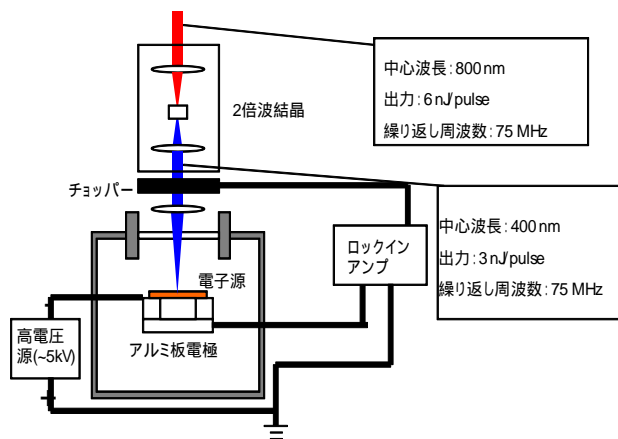 中心波長：800 nm
出力：6 nJ/pulse
繰り返し周波数：75 MHz
2倍波結晶
チョッパー
中心波長：400 nm
出力：3 nJ/pulse
繰り返し周波数：75 MHz
ロックイン
アンプ
電子源
アルミ板電極
高電圧
源(~5kV)